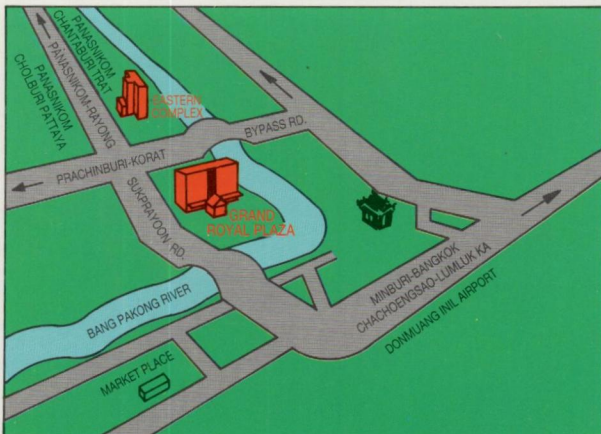 PANASNIKOM
CHANTABURI TRAT
PANASNIKOM-RAYONG
PANASNIKOM
CHOLBURI PATTAYA
EASTERN
COMPLEX
BYPASS RD.
PRACHINBURI-KORAT
SUKPRAYOON RD.
GRAND
ROYAL PLAZA
BANG PAKONG RIVER
MINBURI-BANGKOK
CHACHOENGSAO-LUMLUK KA
DONMUANG INIL AIRPORT
MARKET PLACE